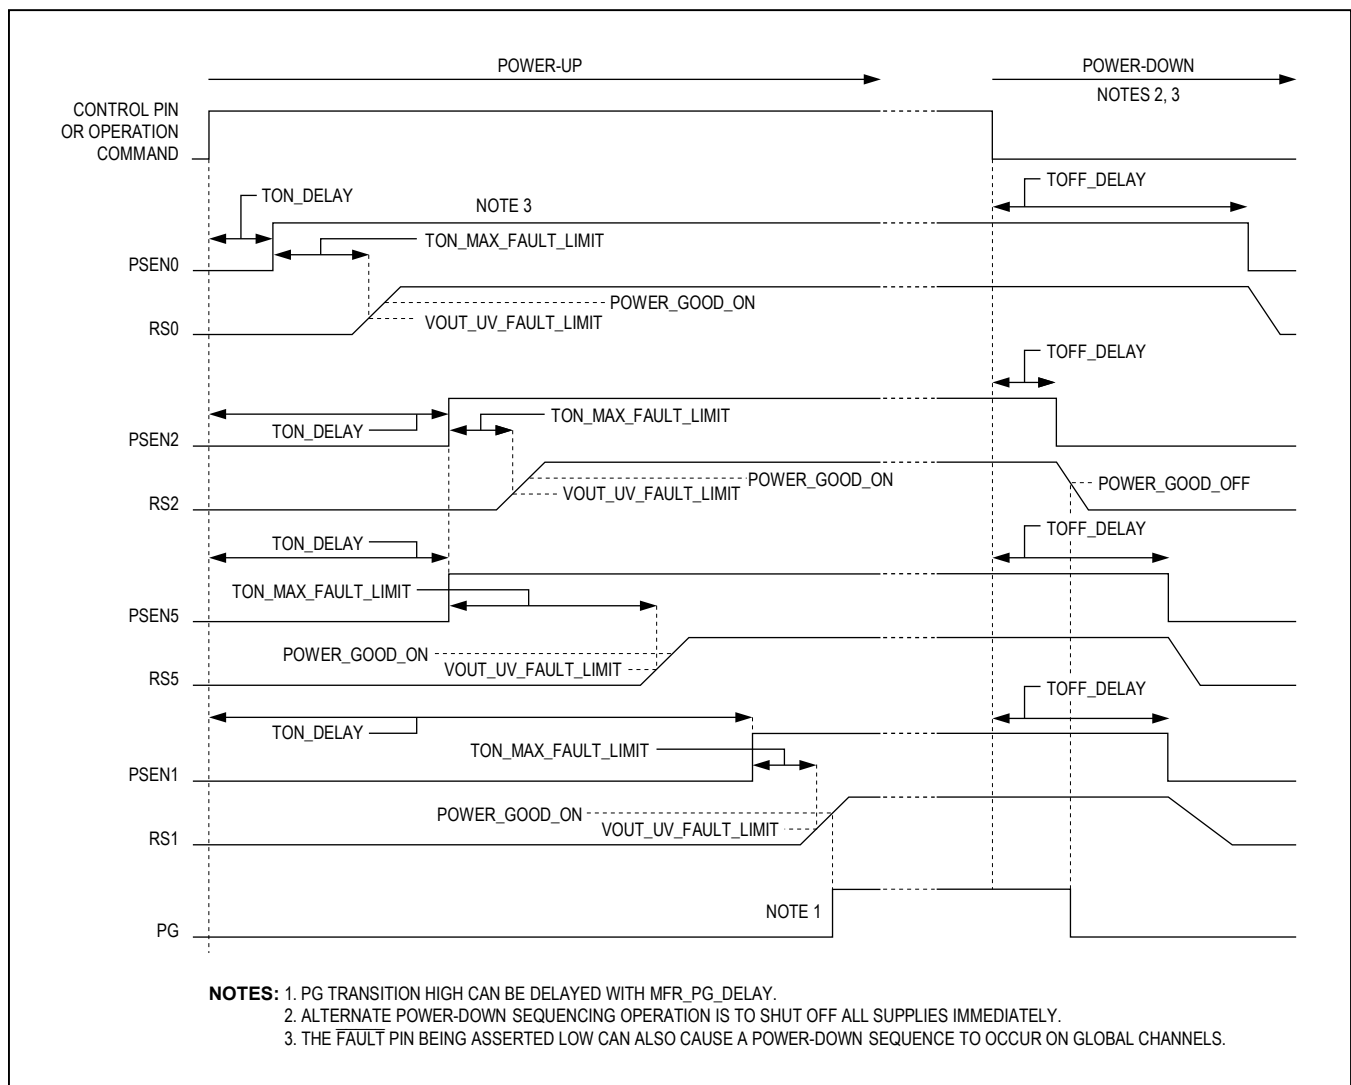 POWER-UP
POWER-DOWN
NOTES 2, 3
CONTROL PIN
OR OPERATION
COMMAND
TON_DELAY
NOTE 3
TOFF_DELAY
TON_MAX_FAULT_LIMIT
PSEN0
POWER_GOOD_ON
VOUT_UV_FAULT_LIMIT
RS0
TOFF_DELAY
TON_MAX_FAULT_LIMIT
TON_DELAY
PSEN2
POWER_GOOD_ON
VOUT_UV_FAULT_LIMIT
POWER_GOOD_OFF
RS2
TON_DELAY
TOFF_DELAY
TON_MAX_FAULT_LIMIT
PSEN5
POWER_GOOD_ON
VOUT_UV_FAULT_LIMIT
RS5
TOFF_DELAY
TON_DELAY
TON_MAX_FAULT_LIMIT
PSEN1
POWER_GOOD_ON
VOUT_UV_FAULT_LIMIT
RS1
NOTE 1
PG
NOTES: 1. PG TRANSITION HIGH CAN BE DELAYED WITH MFR_PG_DELAY.
2. ALTERNATE POWER-DOWN SEQUENCING OPERATION IS TO SHUT OFF ALL SUPPLIES IMMEDIATELY.
3. THE FAULT PIN BEING ASSERTED LOW CAN ALSO CAUSE A POWER-DOWN SEQUENCE TO OCCUR ON GLOBAL CHANNELS.